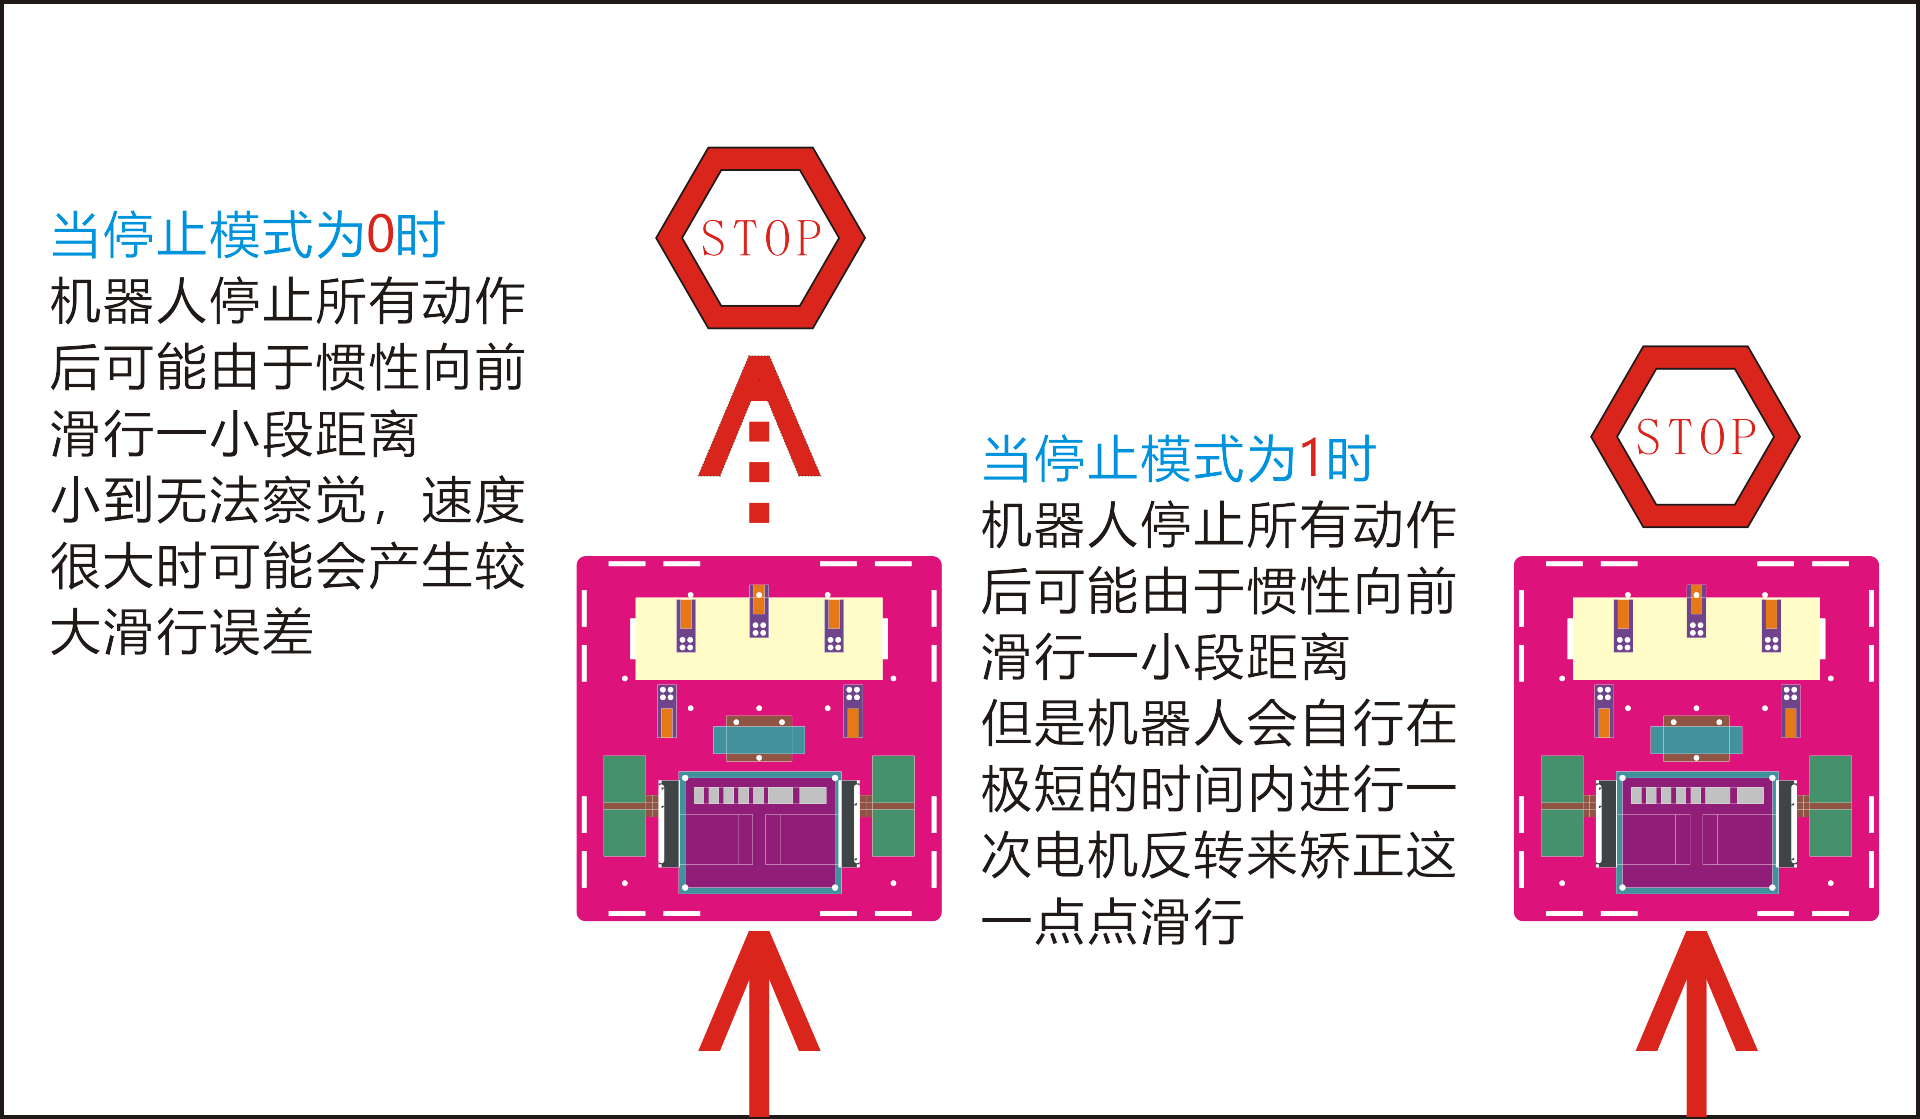 STOP
当停止模式为0时
机器人停止所有动作
后可能由于惯性向前
滑行一小段距离
小到无法察觉，速度
很大时可能会产生较
大滑行误差
STOP
当停止模式为1时
机器人停止所有动作
后可能由于惯性向前
滑行一小段距离
但是机器人会自行在
极短的时间内进行一
次电机反转来矫正这
一点点滑行